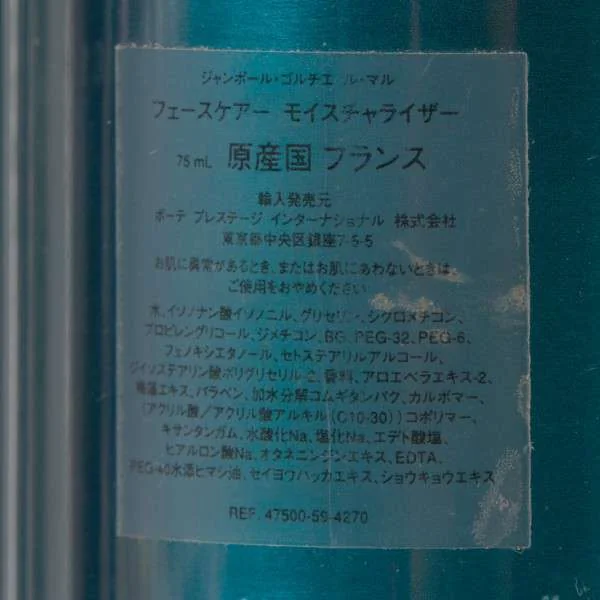 ジャンポール・ゴルチエ ル・マル
フェースケアー モイスチャライザー
75 mL 原産国 フランス
輸入発売元
ボーテ プレステージ インターナショナル 株式会社
東京都中央区銀座7-5-5
お肌に異常があるとき、またはお肌にあわないときは、
ご使用をおやめください
水、イソノナン酸イソノニル、グリセリン、シクロメチコン、
プロピレングリコール、ジメチコン、BG、PEG-32、PEG-6、
フェノキシエタノール、セトステアリルアルコール、
ジイソステアリン酸ポリグリセリル-2、香料、アロエベラエキス-2、
エキス、パラベン、加水分解コムギタンパク、カルボマー、
(アクリル酸/アクリル酸アルキル(C10-30))コポリマー、
キサンタンガム、水酸化Na、塩化Na、エデト酸塩、
ヒアルロン酸Na、オタネニンジンエキス、EDTA、
PEG-40水添ヒマシ油、セイヨウハッカエキス、ショウキョウエキス
REF. 47500-59-4270